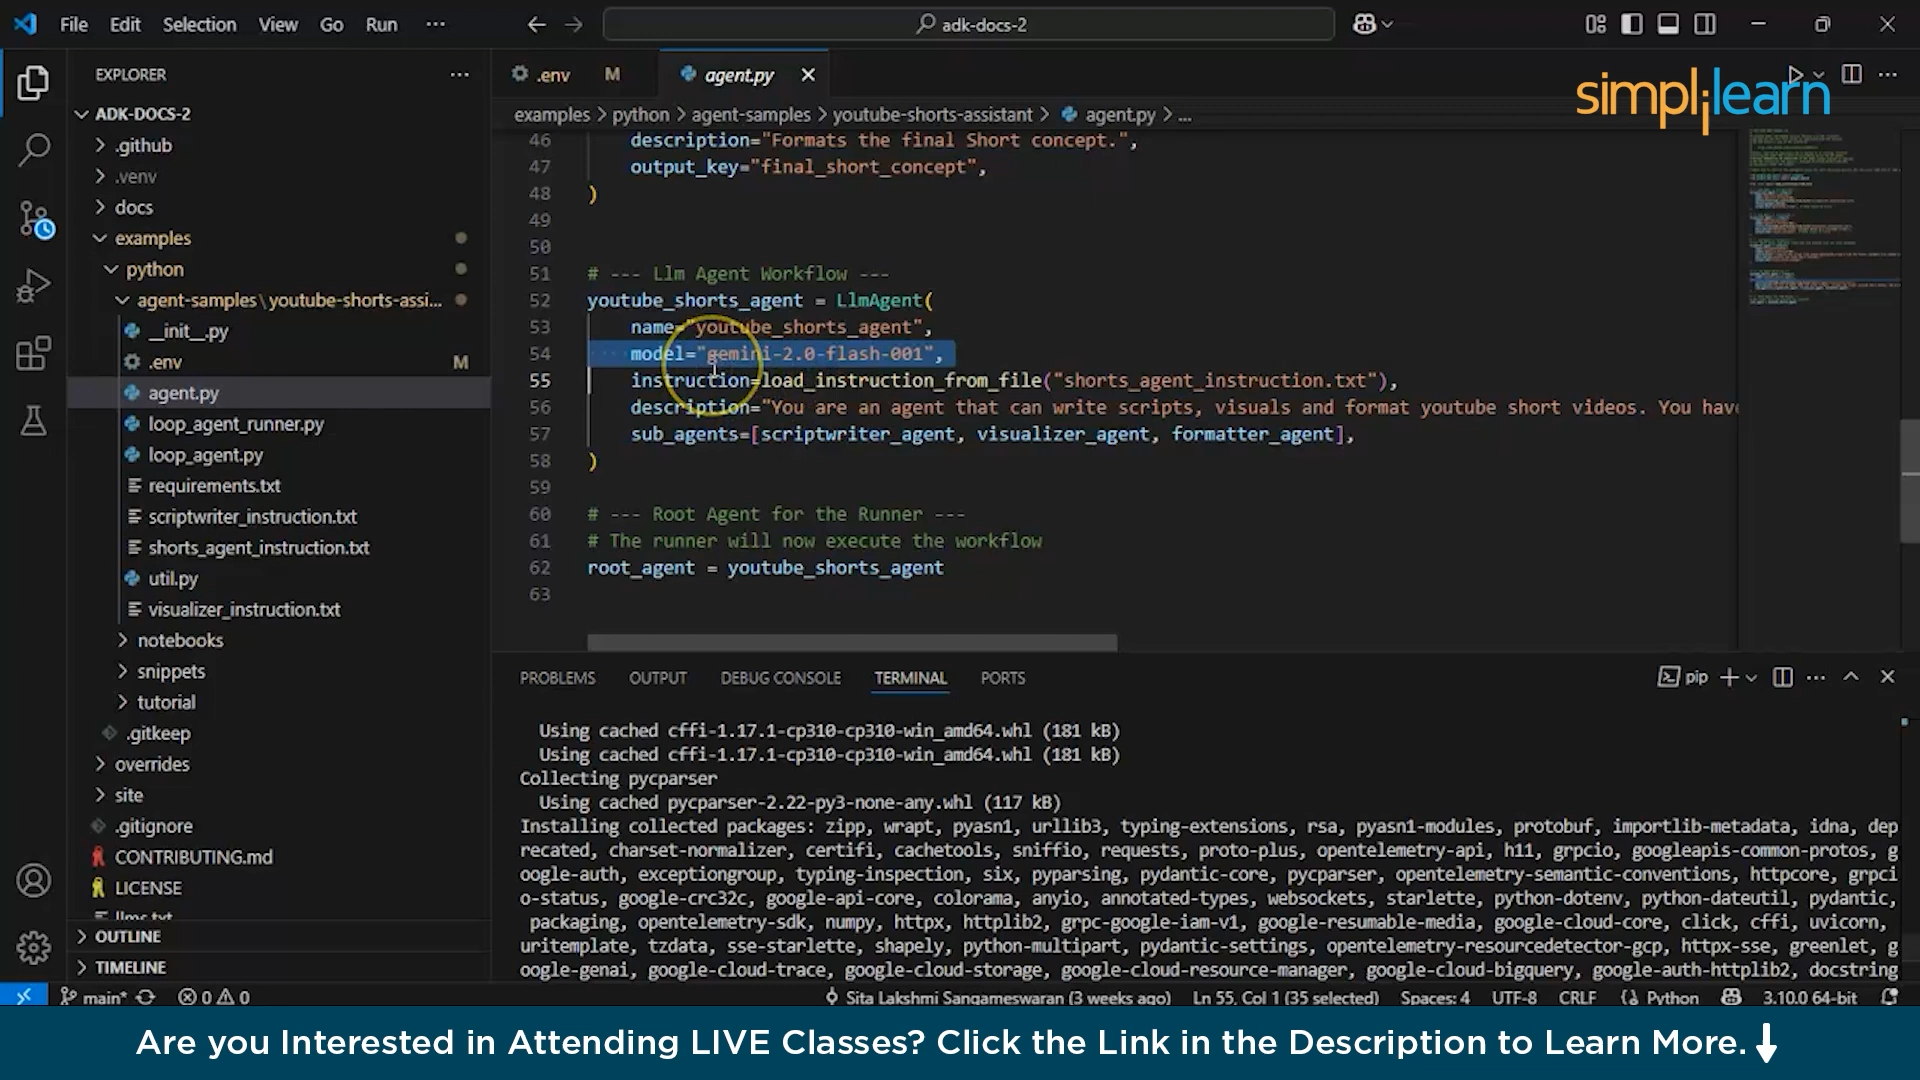 File Edit Selection View Go Run ... adk-docs-2
EXPLORER
.env M agent.py
simplilearn
ADK-DOCS-2
examples > python > agent-samples > youtube-shorts-assistant > agent.py > ...
.github
.venv
docs
examples
python
agent-samples\youtube-shorts-assi...
__init__.py
.env M
agent.py
loop_agent_runner.py
loop_agent.py
requirements.txt
scriptwriter_instruction.txt
shorts_agent_instruction.txt
util.py
visualizer_instruction.txt
notebooks
snippets
tutorial
.gitkeep
overrides
site
.gitignore
CONTRIBUTING.md
LICENSE
llms.txt
OUTLINE
TIMELINE
46 description="Formats the final Short concept.",
47 output_key="final_short_concept",
48 )
49
50
51 # --- Llm Agent Workflow ---
52 youtube_shorts_agent = LlmAgent(
53 name="youtube_shorts_agent",
54 model="gemini-2.0-flash-001",
55 instruction=load_instruction_from_file("shorts_agent_instruction.txt"),
56 description="You are an agent that can write scripts, visuals and format youtube short videos. You have
57 sub_agents=[scriptwriter_agent, visualizer_agent, formatter_agent],
58 )
59
60 # --- Root Agent for the Runner ---
61 # The runner will now execute the workflow
62 root_agent = youtube_shorts_agent
63
PROBLEMS OUTPUT DEBUG CONSOLE TERMINAL PORTS pip
Using cached cffi-1.17.1-cp310-cp310-win_amd64.whl (181 kB)
Using cached cffi-1.17.1-cp310-cp310-win_amd64.whl (181 kB)
Collecting pycparser
Using cached pycparser-2.22-py3-none-any.whl (117 kB)
Installing collected packages: zipp, wrapt, pyasn1, urllib3, typing-extensions, rsa, pyasn1-modules, protobuf, importlib-metadata, idna, dep
recated, charset-normalizer, certifi, cachetools, sniffio, requests, proto-plus, opentelemetry-api, h11, grpcio, googleapis-common-protos, g
oogle-auth, exceptiongroup, typing-inspection, six, pyparsing, pydantic-core, pycparser, opentelemetry-semantic-conventions, httpcore, grpci
o-status, google-crc32c, google-api-core, colorama, anyio, annotated-types, websockets, starlette, python-dotenv, python-dateutil, pydantic,
packaging, opentelemetry-sdk, numpy, httpx, httplib2, grpc-google-iam-v1, google-resumable-media, google-cloud-core, click, cffi, uvicorn,
uritemplate, tzdata, sse-starlette, shapely, python-multipart, pydantic-settings, opentelemetry-resourcedetector-gcp, httpx-sse, greenlet, g
oogle-genai, google-cloud-trace, google-cloud-storage, google-cloud-resource-manager, google-cloud-bigquery, google-auth-httplib2, docstring
main* 0 0 Sita Lakshmi Sangameswaran (3 weeks ago) Ln 55, Col 1 (35 selected) Spaces: 4 UTF-8 CRLF Python 3.10.0 64-bit
Are you Interested in Attending LIVE Classes? Click the Link in the Description to Learn More.